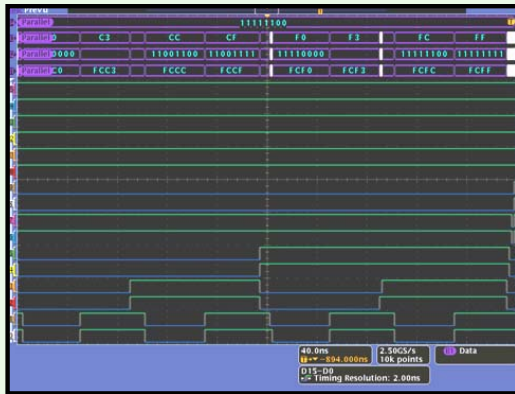 PreVu
Parallel 11111100
Parallel C3 CC CF F0 F3 FC FF
Parallel 0000 11001100 11001111 11110000 11111100 11111111
Parallel C0 FCC3 FCCC FCCF FCF0 FCF3 FCFC FCFF
40.0ns 2.50GS/s B1 Data
-894.000ns 10k points
D15-D0
Timing Resolution: 2.00ns